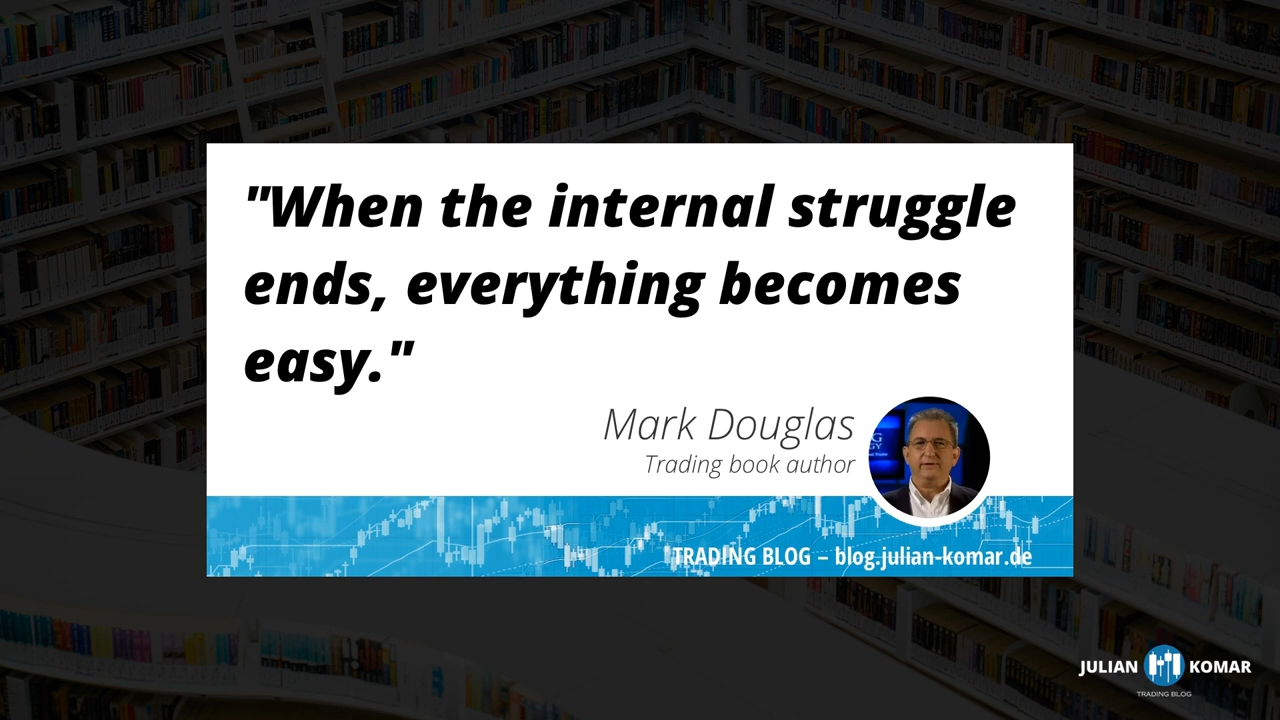 "When the internal struggle
ends, everything becomes
easy."
Mark Douglas
Trading book author
TRADING BLOG – blog.julian-komar.de
JULIAN KOMAR
TRADING BLOG